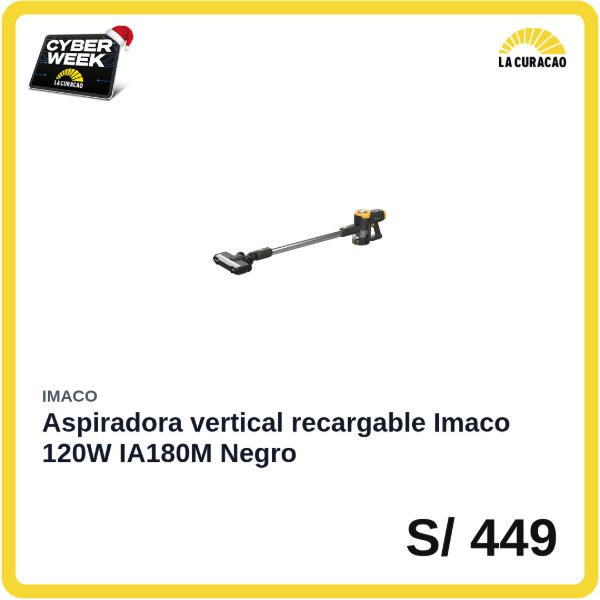 CYBER
WEEK
LA CURACAO
LA CURACAO
IMACO
Aspiradora vertical recargable Imaco
120W IA180M Negro
S/ 449